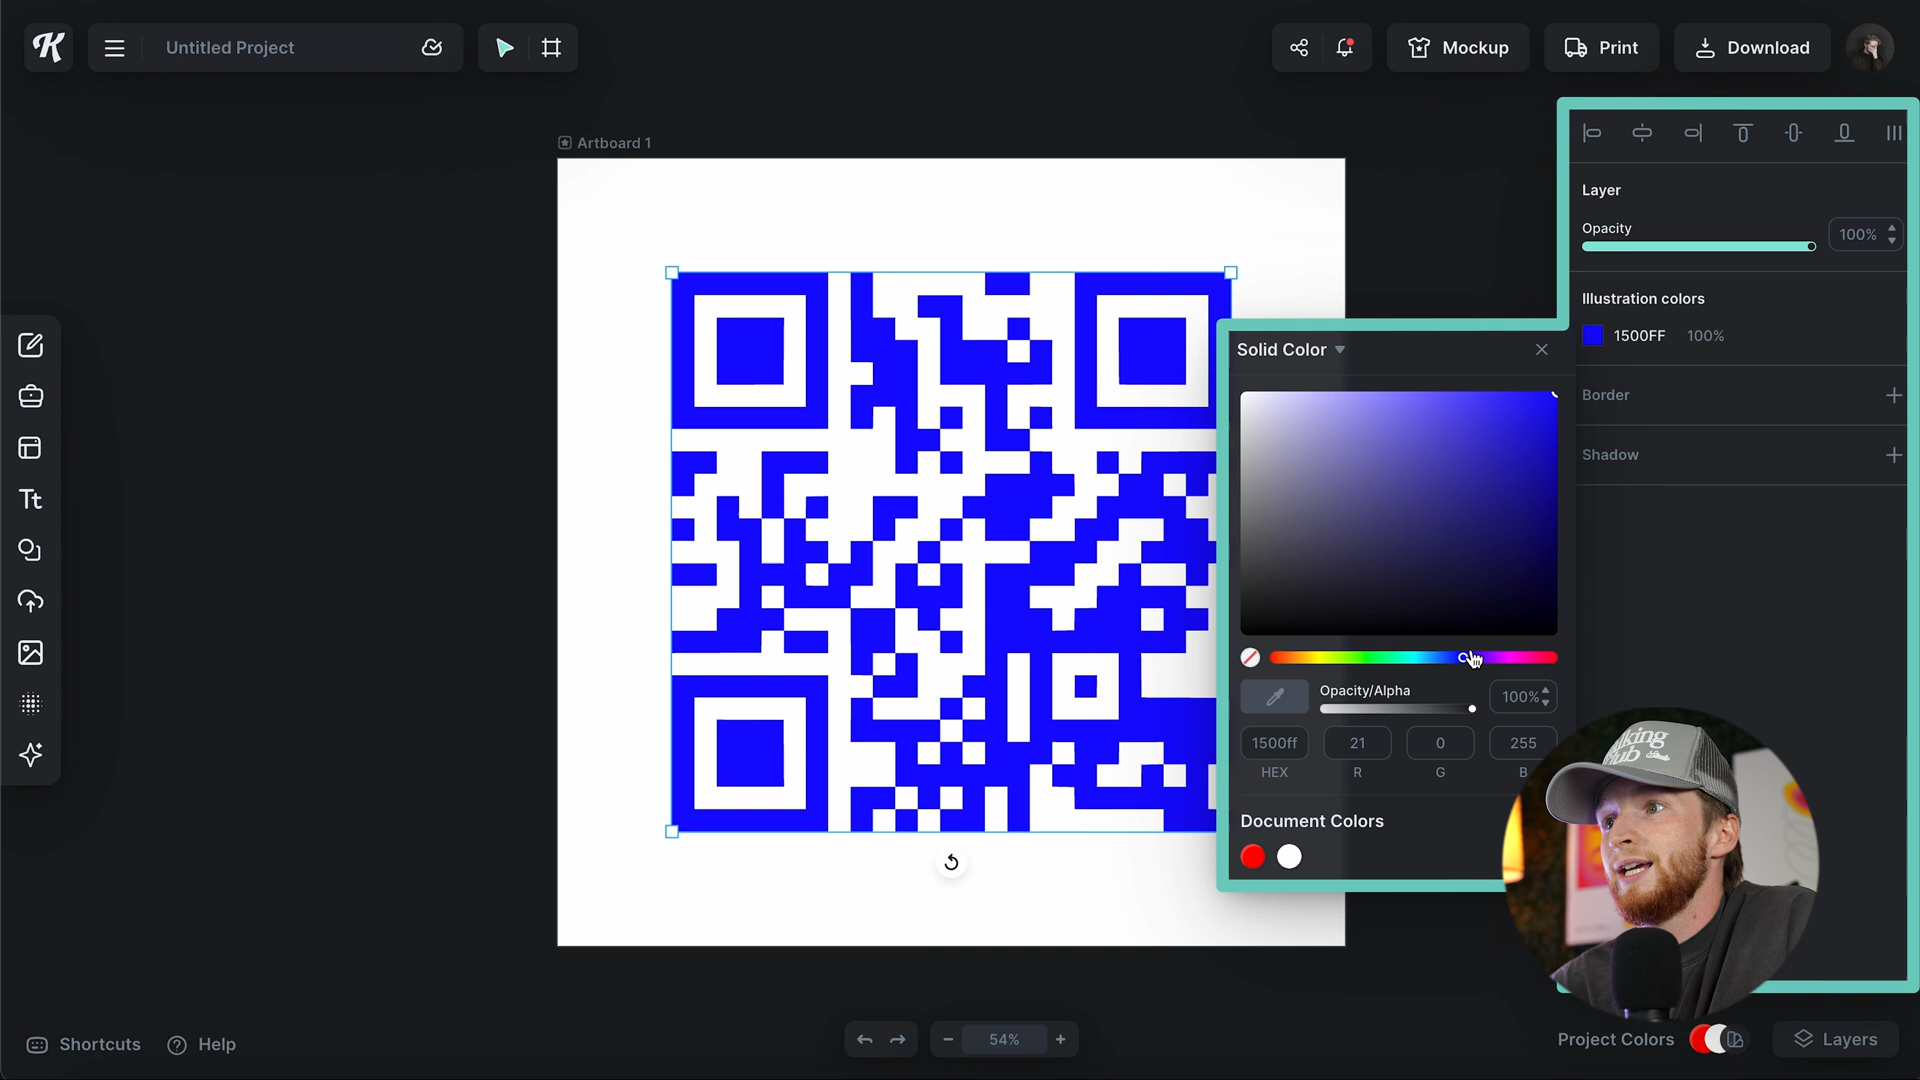 K
Untitled Project
Mockup
Print
Download
Artboard 1
Layer
Opacity
100%
Illustration colors
1500FF 100%
Border
Shadow
Solid Color
Tt
Opacity/Alpha
100%
1500ff 21 0 255
HEX R G B
Document Colors
Shortcuts
Help
54%
Project Colors
Layers